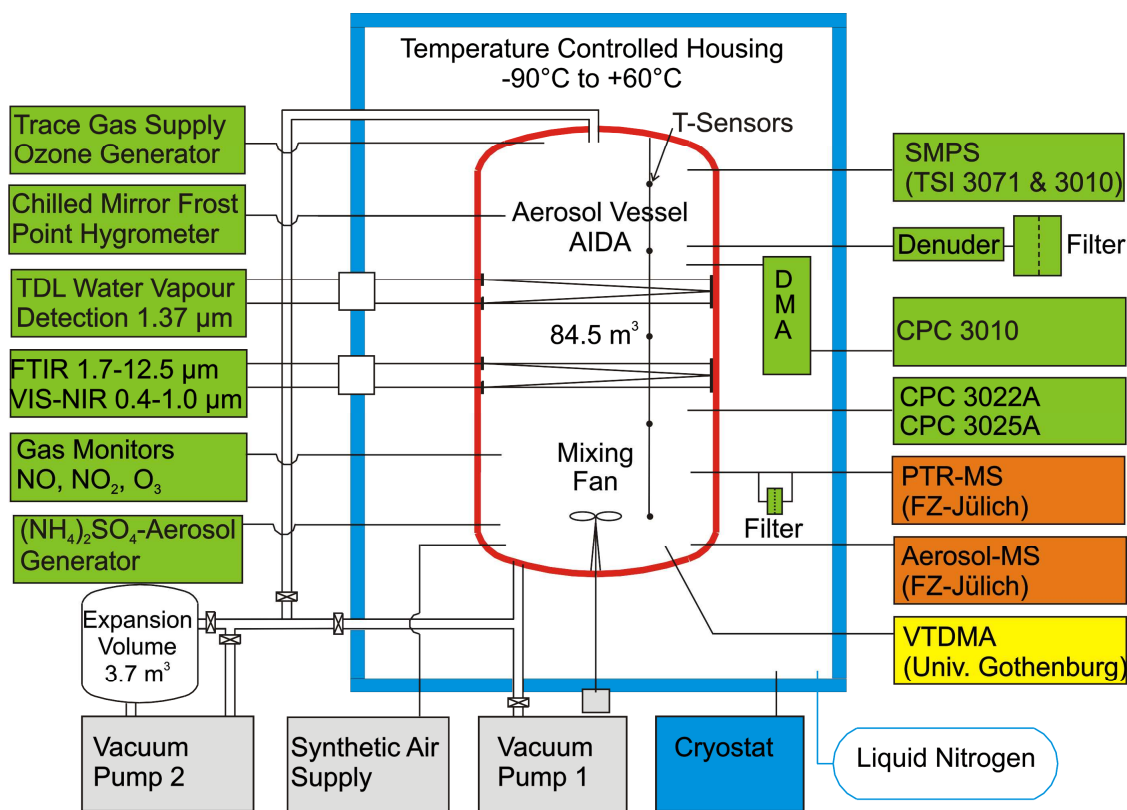 Temperature Controlled Housing
-90°C to +60°C
T-Sensors
Trace Gas Supply
Ozone Generator
Chilled Mirror Frost
Point Hygrometer
TDL Water Vapour
Detection 1.37 µm
FTIR 1.7-12.5 µm
VIS-NIR 0.4-1.0 µm
Gas Monitors
NO, NO₂, O₃
(NH₄)₂SO₄-Aerosol
Generator
Expansion
Volume
3.7 m³
Aerosol Vessel
AIDA
84.5 m³
Mixing
Fan
SMPS
(TSI 3071 & 3010)
Denuder
Filter
D
M
A
CPC 3010
CPC 3022A
CPC 3025A
PTR-MS
(FZ-Jülich)
Filter
Aerosol-MS
(FZ-Jülich)
VTDMA
(Univ. Gothenburg)
Vacuum
Pump 2
Synthetic Air
Supply
Vacuum
Pump 1
Cryostat
Liquid Nitrogen